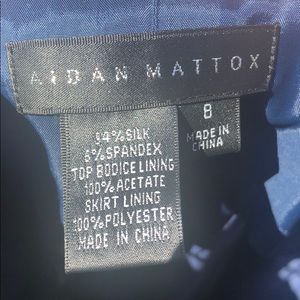 AIDAN MATTOX
8
MADE IN
CHINA
94%SILK
6%SPANDEX
TOP BODICE LINING
100%ACETATE
SKIRT LINING
100%POLYESTER
MADE IN CHINA